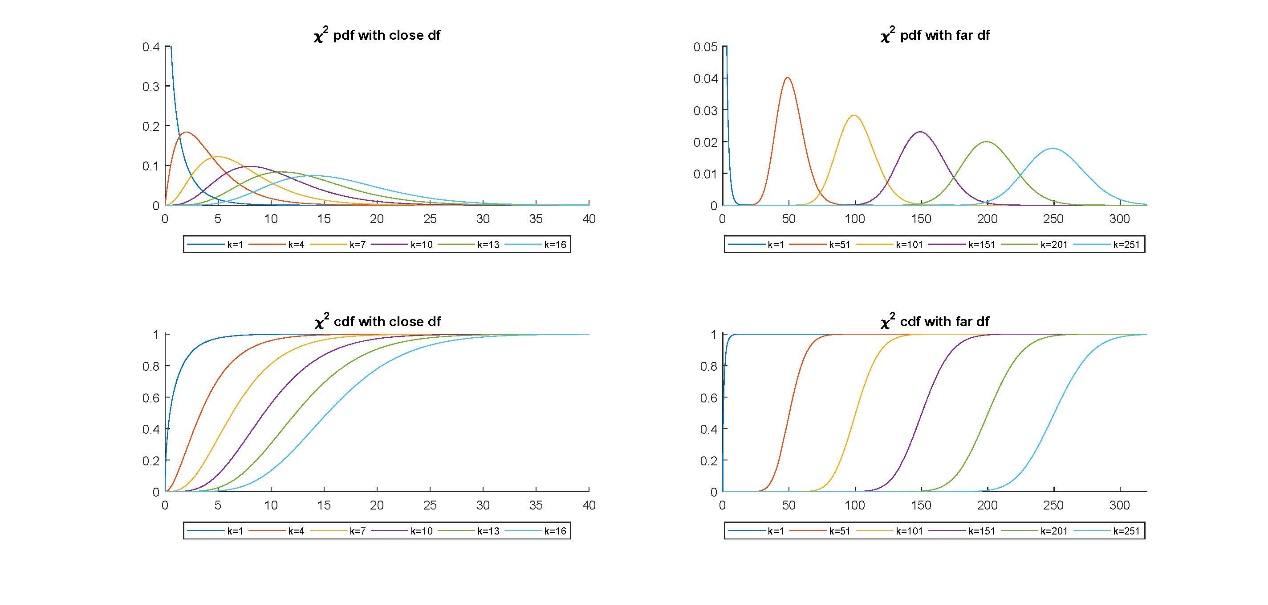 χ² pdf with close df
0.4
0.3
0.2
0.1
0
0 5 10 15 20 25 30 35 40
k=1 k=4 k=7 k=10 k=13 k=16
χ² pdf with far df
0.05
0.04
0.03
0.02
0.01
0
0 50 100 150 200 250 300
k=1 k=51 k=101 k=151 k=201 k=251
χ² cdf with close df
1
0.8
0.6
0.4
0.2
0
0 5 10 15 20 25 30 35 40
k=1 k=4 k=7 k=10 k=13 k=16
χ² cdf with far df
1
0.8
0.6
0.4
0.2
0
0 50 100 150 200 250 300
k=1 k=51 k=101 k=151 k=201 k=251